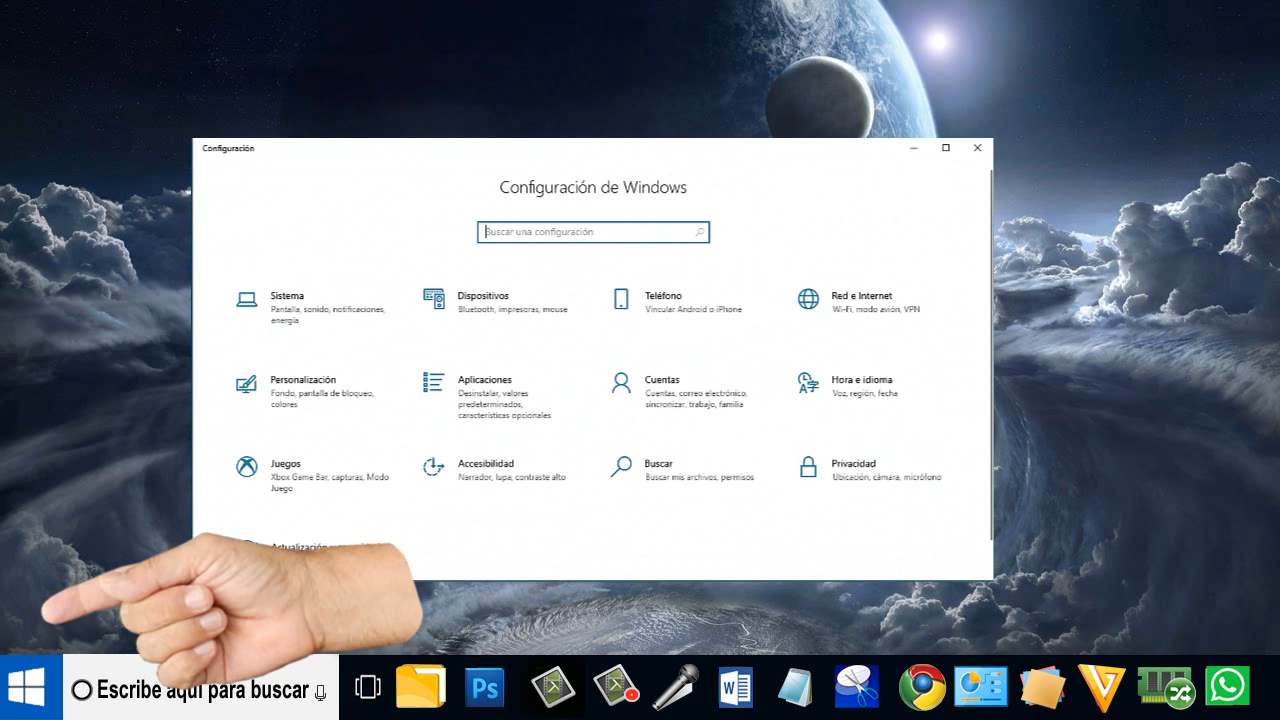 Configuración
Configuración de Windows
Buscar una configuración
Sistema
Pantalla, sonido, notificaciones,
energía
Dispositivos
Bluetooth, impresoras, mouse
Teléfono
Vincular Android o iPhone
Red e Internet
Wi-Fi, modo avión, VPN
Personalización
Fondo, pantalla de bloqueo,
colores
Aplicaciones
Desinstalar, valores
predeterminados,
características opcionales
Cuentas
Cuentas, correo electrónico,
sincronizar, trabajo, familia
Hora e idioma
Voz, región, fecha
Juegos
Xbox Game Bar, capturas, Modo
Juego
Accesibilidad
Narrador, lupa, contraste alto
Buscar
Buscar mis archivos, permisos
Privacidad
Ubicación, cámara, micrófono
Actualización
Escribe aquí para buscar
Ps
W